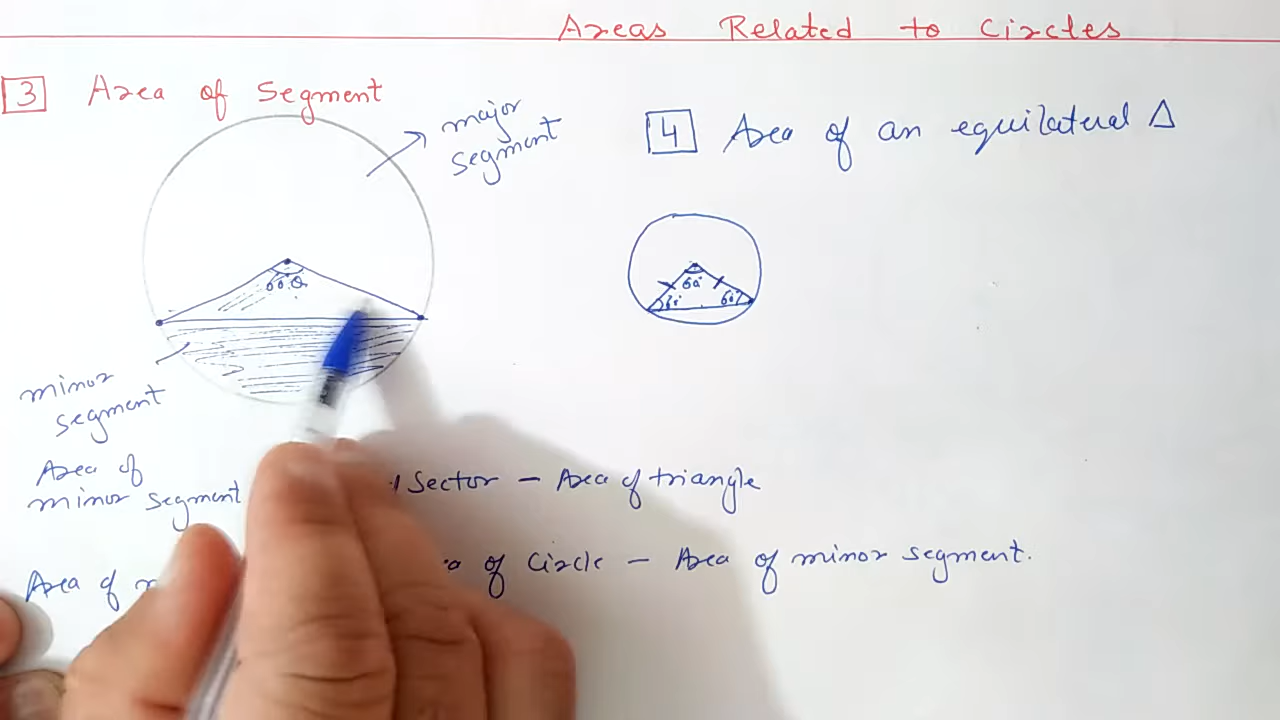 Areas Related to Circles
3 Area of Segment
major
segment
4 Area of an equilateral Δ
60° θ
60°
60°
60°
minor
segment
Area of
minor segment
Sector – Area of triangle
Area of
of Circle – Area of minor segment.